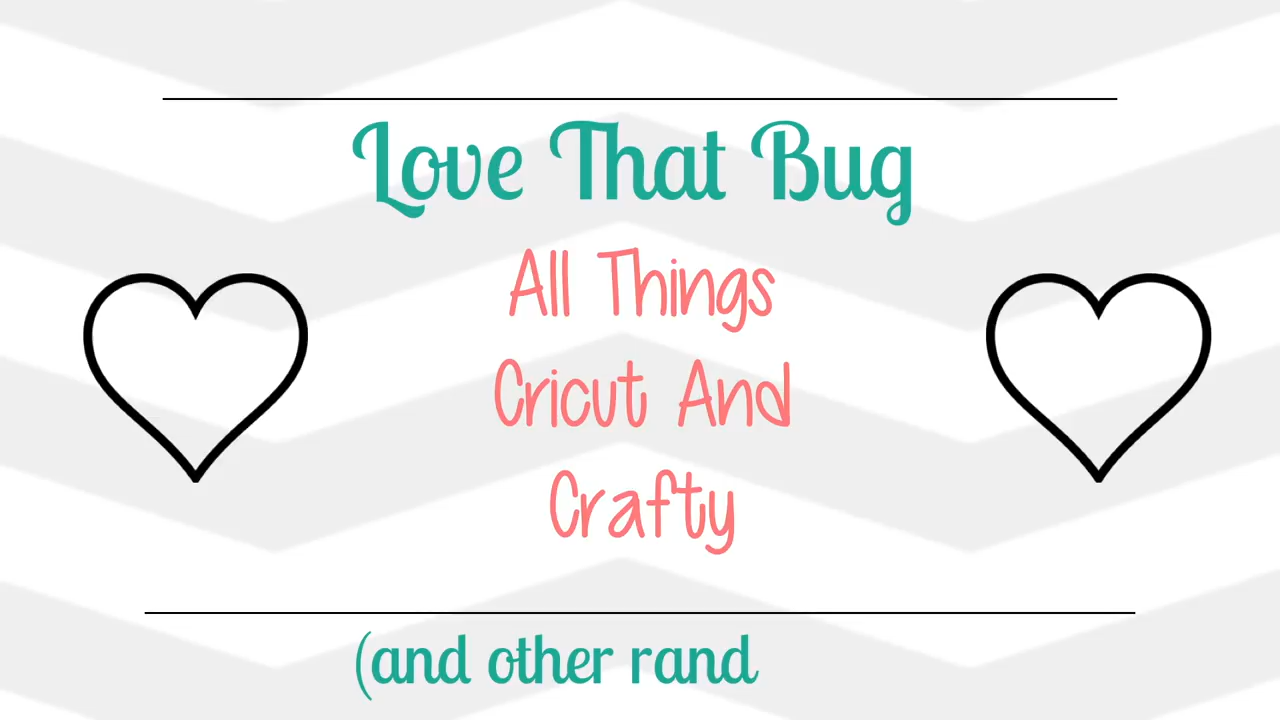 Love That Bug
All Things
Cricut And
Crafty
(and other rand